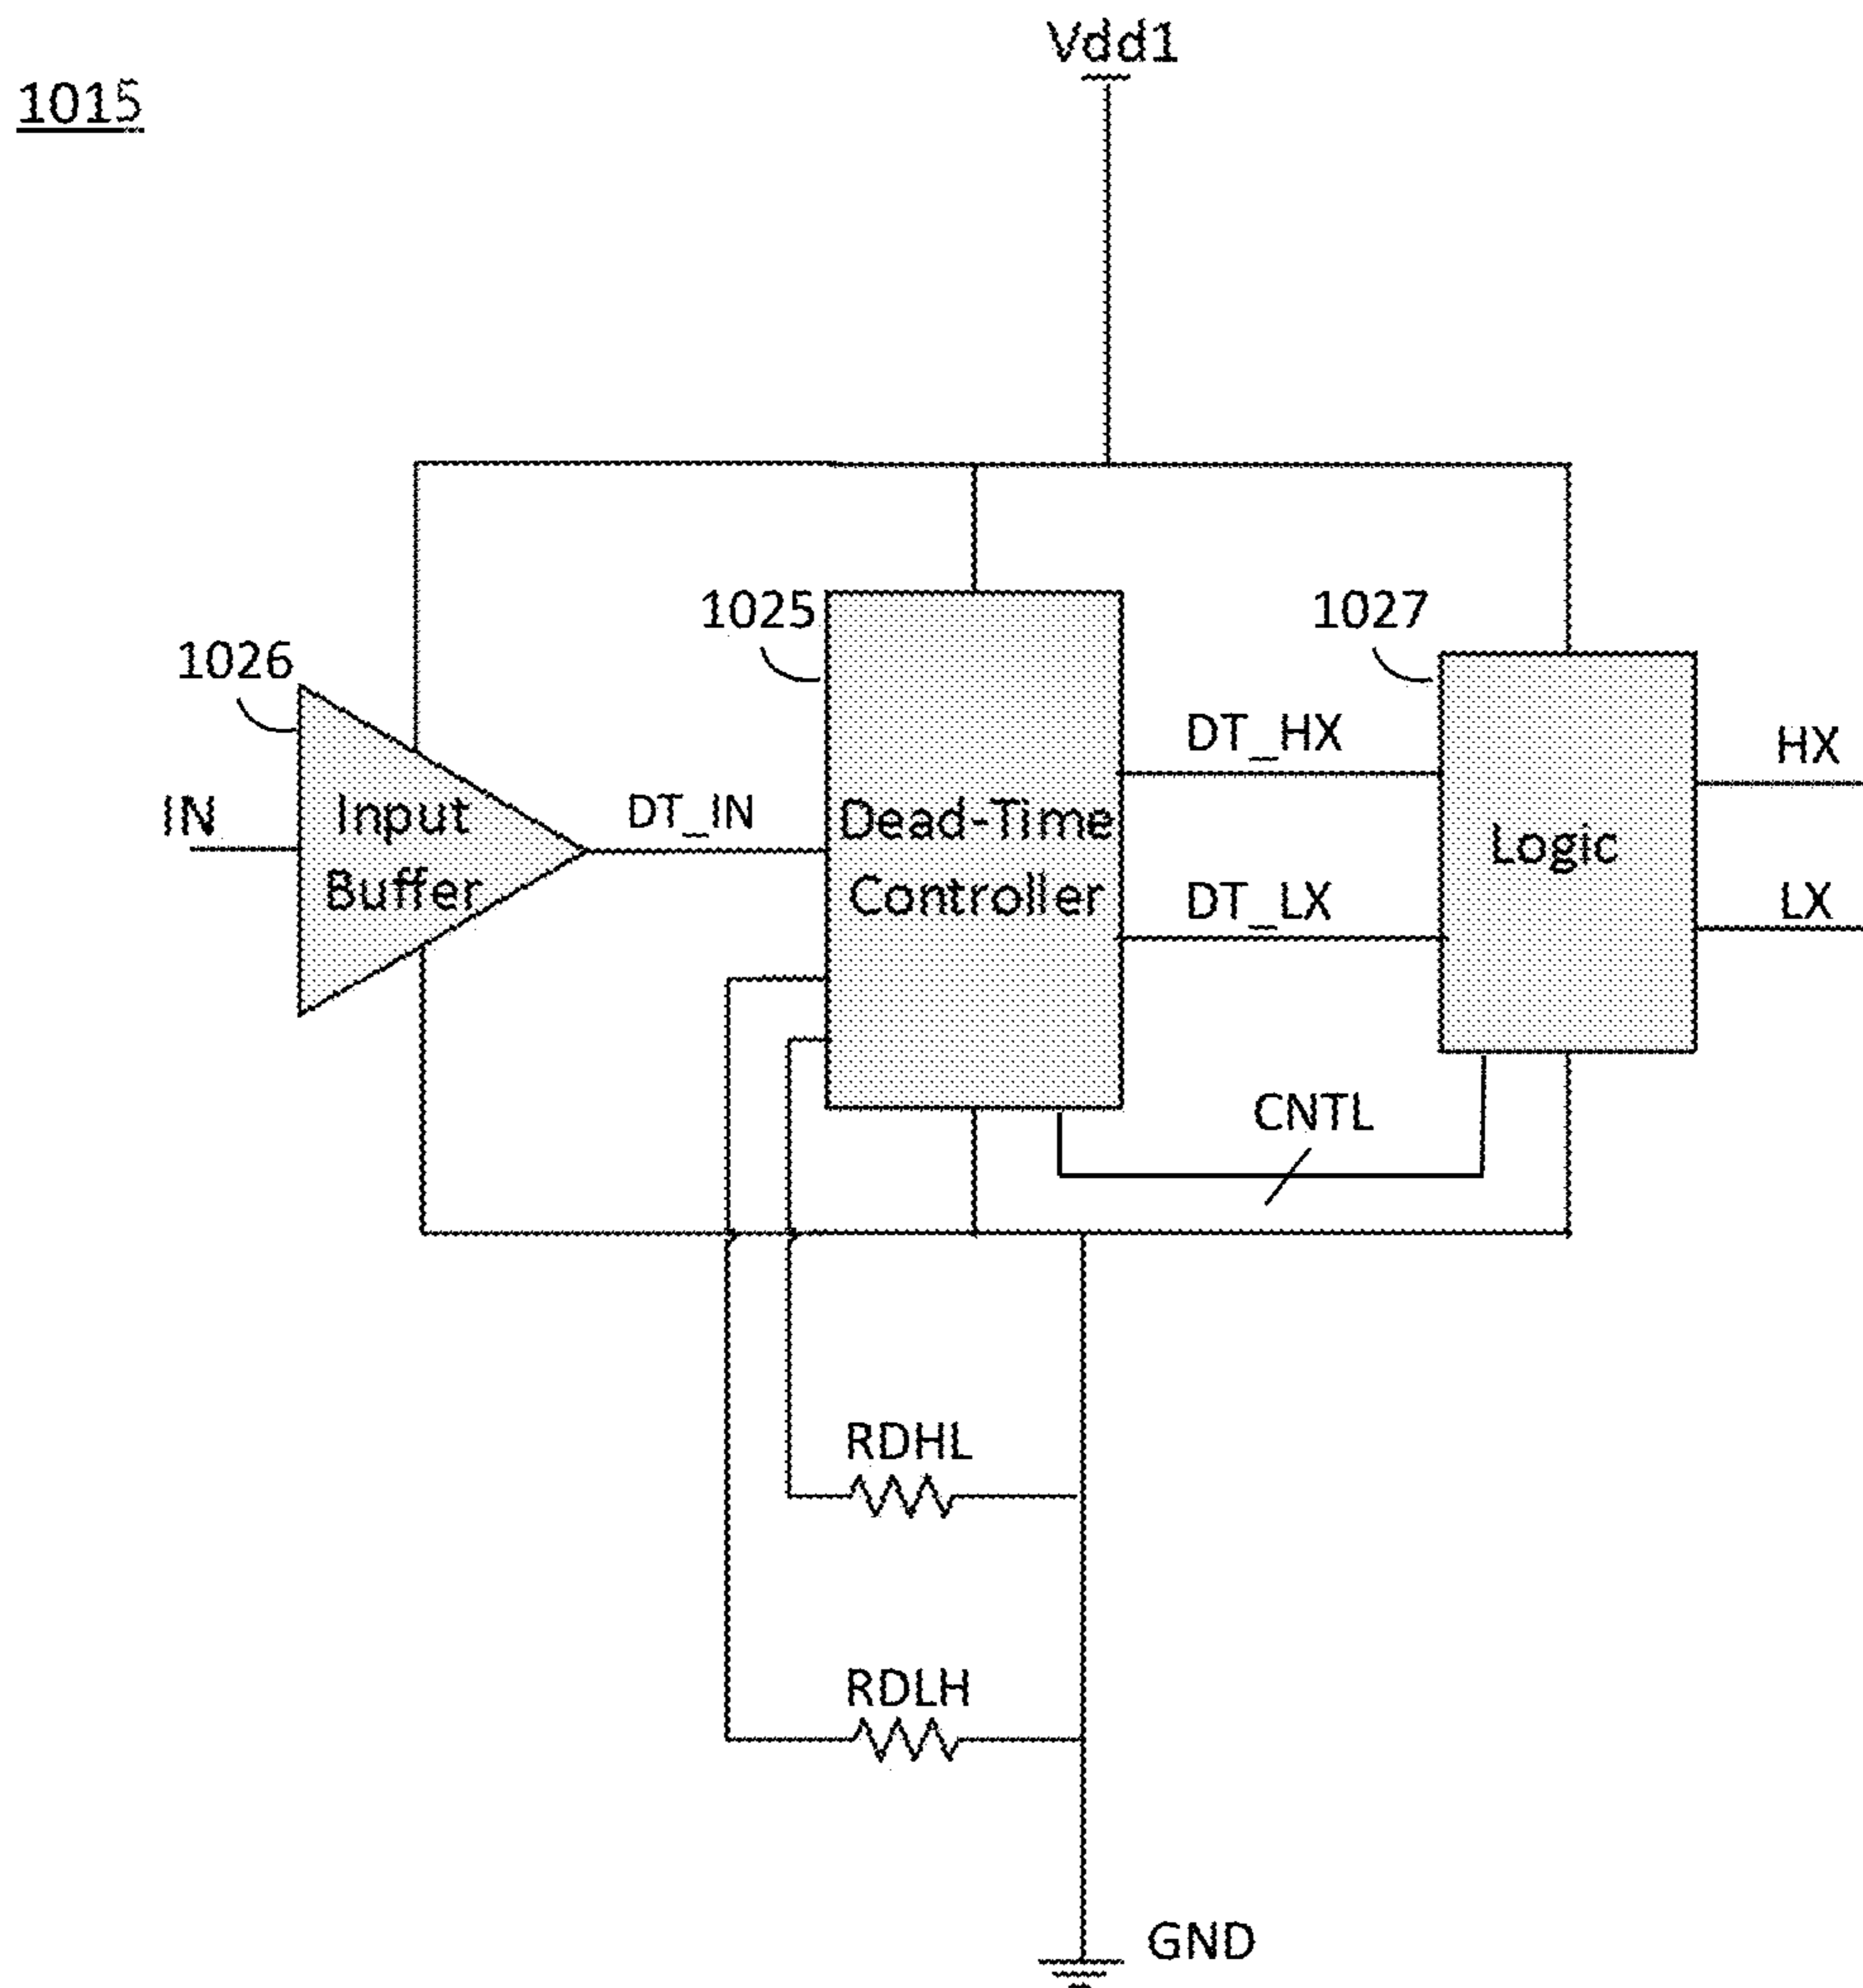 Vdd1
1015
1025
1027
1026
DT_HX
HX
IN
Input
Buffer
DT_IN
Dead-Time
Controller
Logic
DT_LX
LX
CNTL
RDHL
RDLH
GND